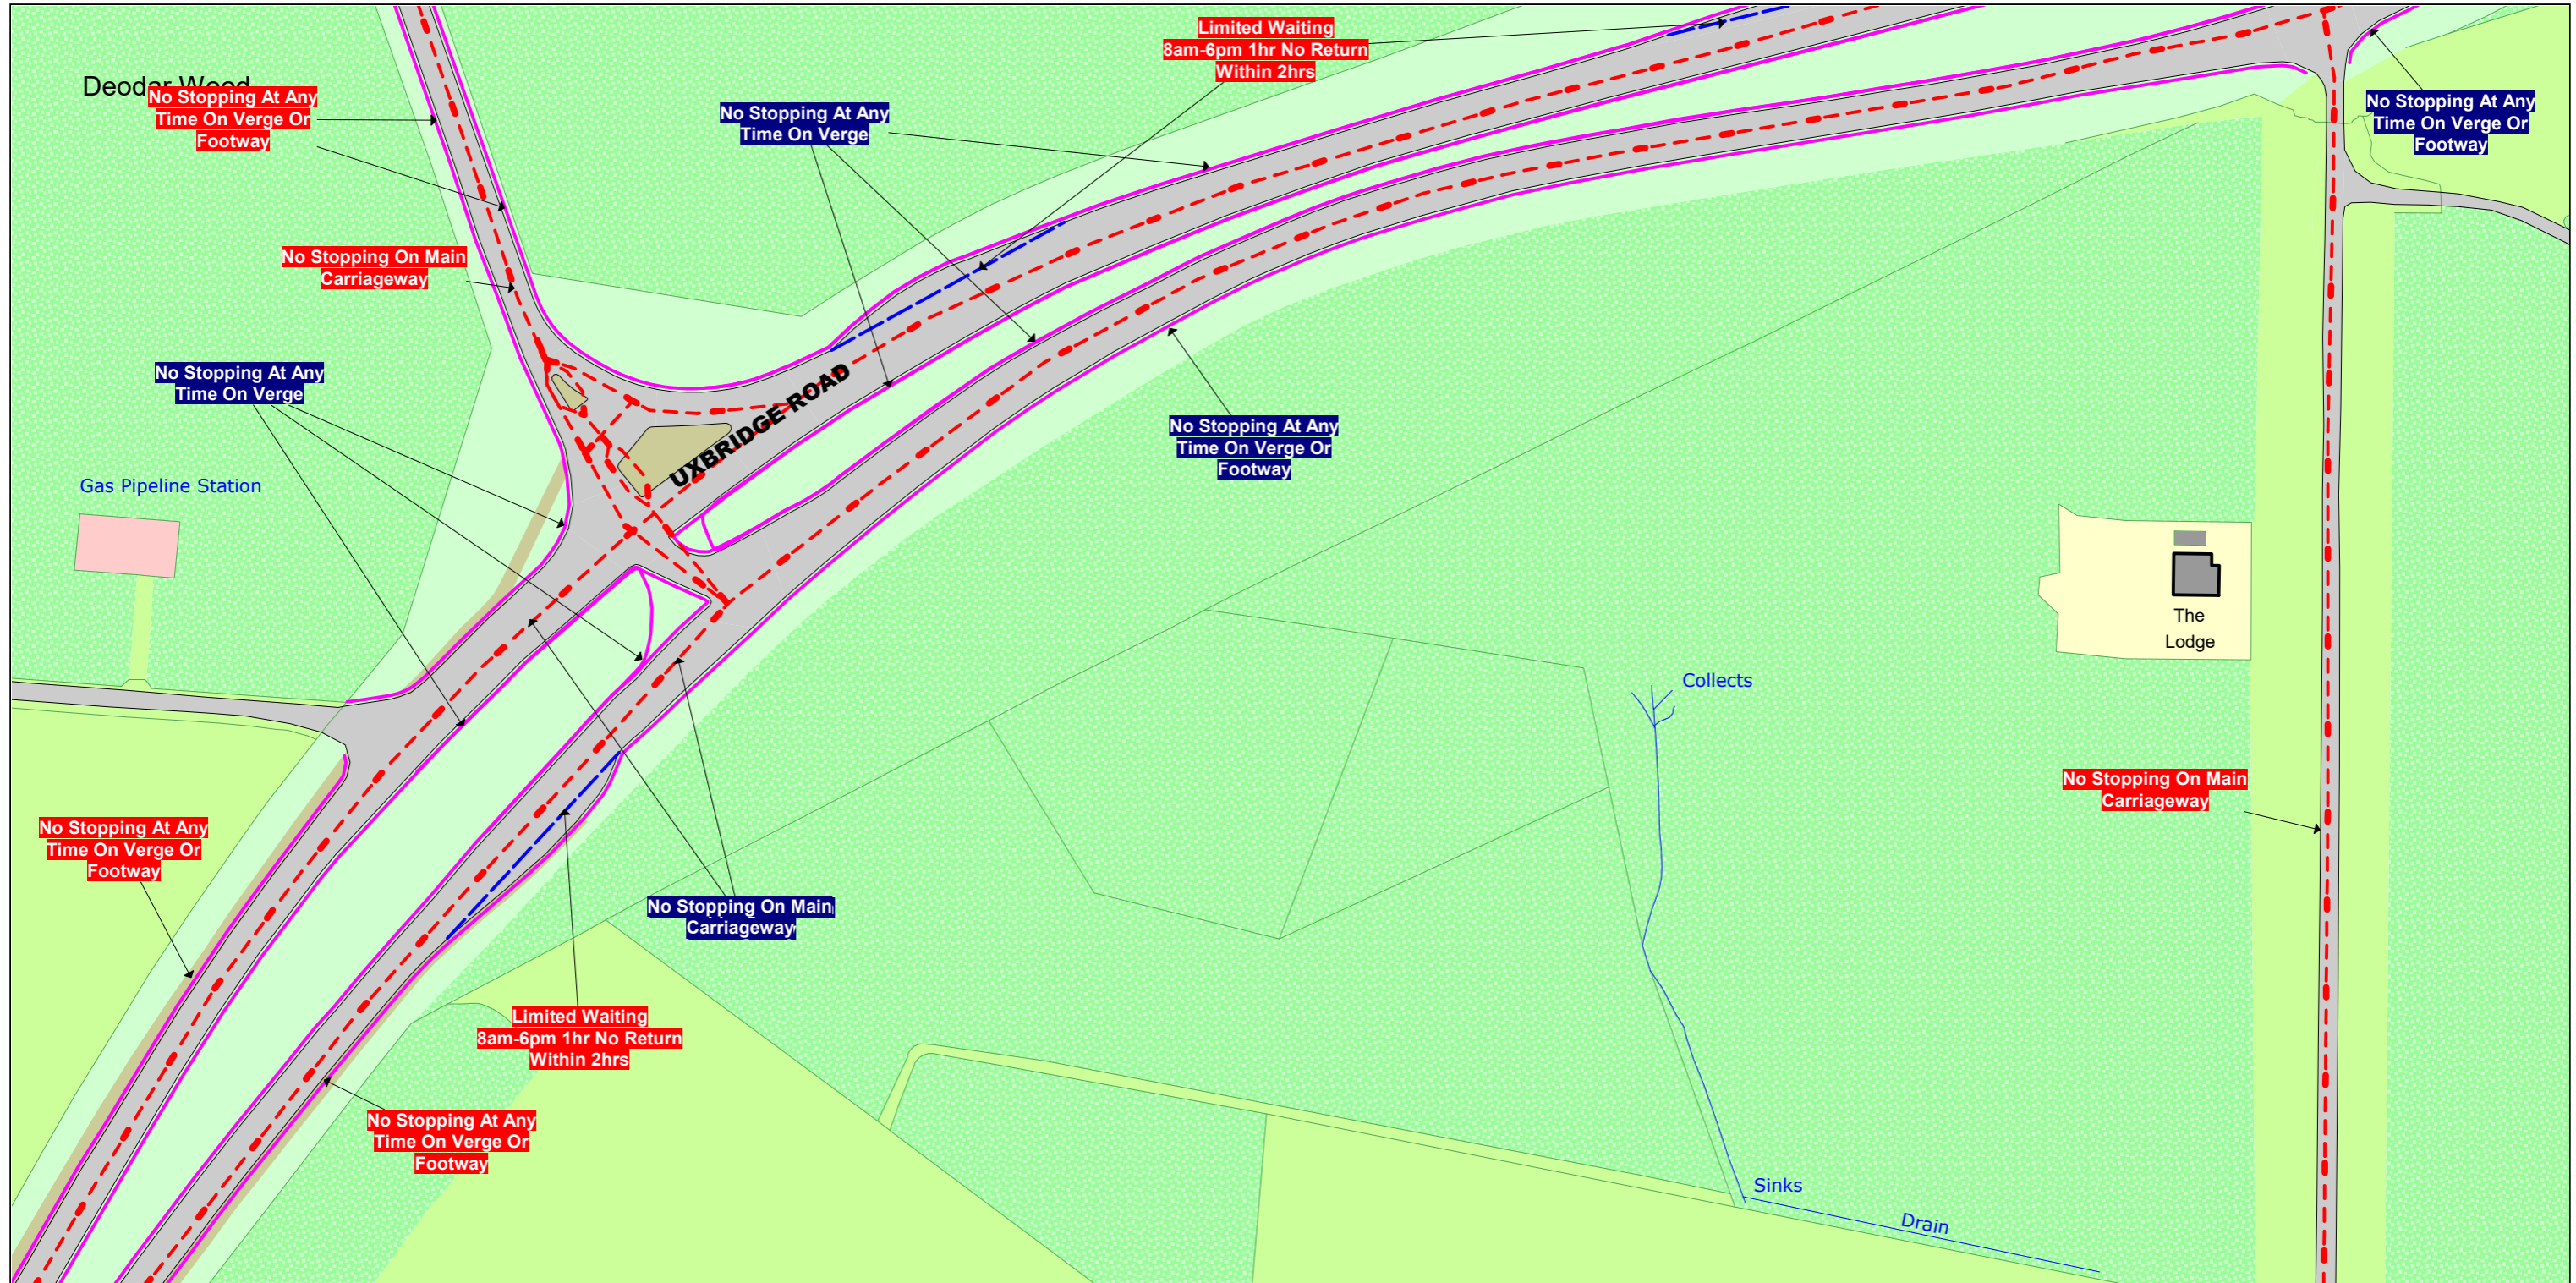 Limited Waiting
8am-6pm 1hr No Return
Within 2hrs
Deodar Wood
No Stopping At Any
Time On Verge Or
Footway
No Stopping At Any
Time On Verge
No Stopping At Any
Time On Verge Or
Footway
No Stopping On Main
Carriageway
No Stopping At Any
Time On Verge
UXBRIDGE ROAD
No Stopping At Any
Time On Verge Or
Footway
Gas Pipeline Station
The
Lodge
Collects
No Stopping On Main
Carriageway
No Stopping At Any
Time On Verge Or
Footway
No Stopping On Main
Carriageway
Limited Waiting
8am-6pm 1hr No Return
Within 2hrs
No Stopping At Any
Time On Verge Or
Footway
Sinks
Drain